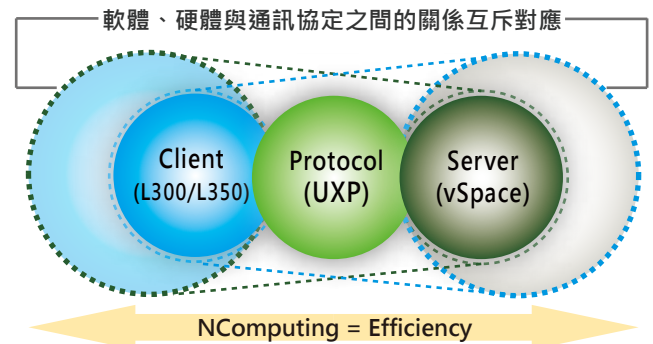 軟體、硬體與通訊協定之間的關係互斥對應
Client
(L300/L350)
Protocol
(UXP)
Server
(vSpace)
NComputing = Efficiency